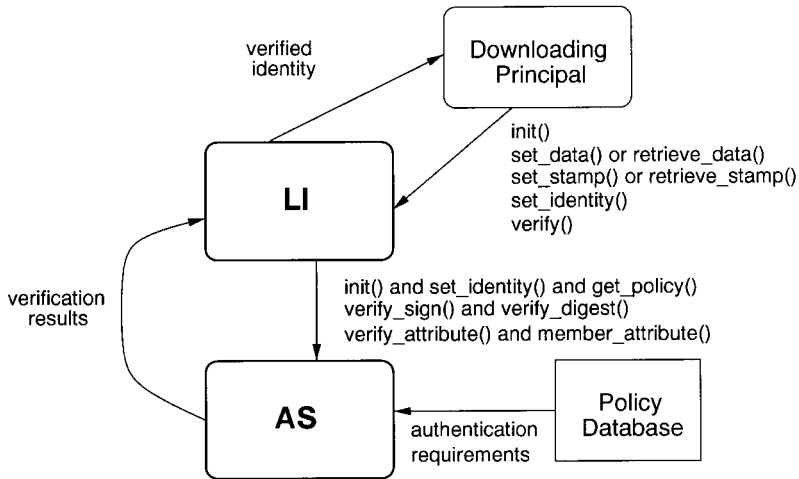 verified
identity
Downloading
Principal
init()
set_data() or retrieve_data()
set_stamp() or retrieve_stamp()
set_identity()
verify()
LI
verification
results
init() and set_identity() and get_policy()
verify_sign() and verify_digest()
verify_attribute() and member_attribute()
AS
authentication
requirements
Policy
Database